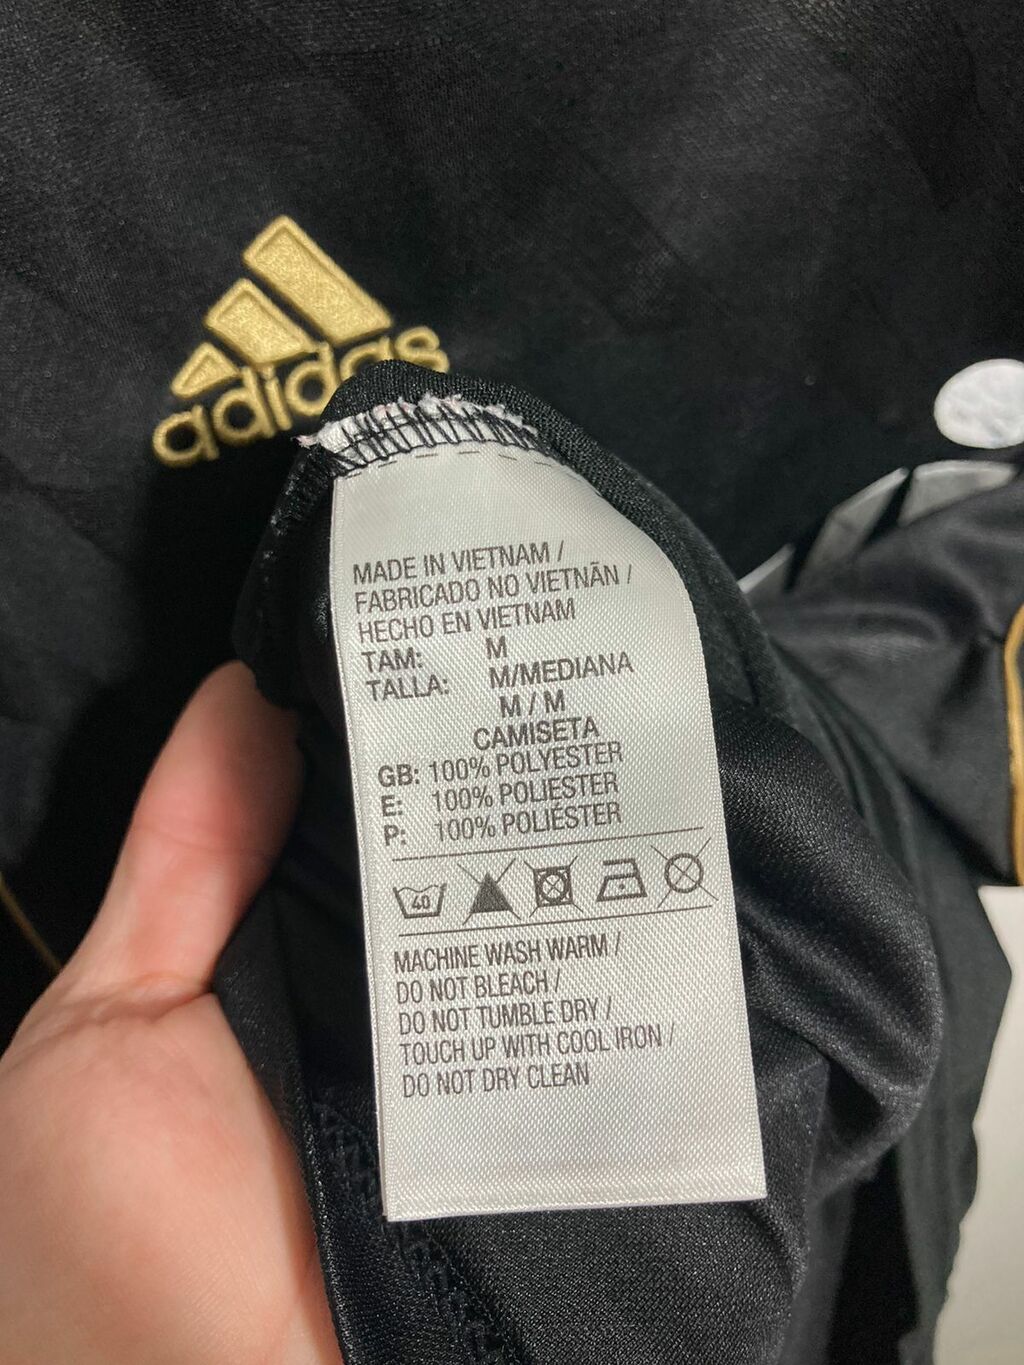 adidas
MADE IN VIETNAM /
FABRICADO NO VIETNÃN /
HECHO EN VIETNAM
TAM: M
TALLA: M/MEDIANA
M / M
CAMISETA
GB: 100% POLYESTER
E: 100% POLIESTER
P: 100% POLIÉSTER
40
MACHINE WASH WARM /
DO NOT BLEACH /
DO NOT TUMBLE DRY /
TOUCH UP WITH COOL IRON /
DO NOT DRY CLEAN